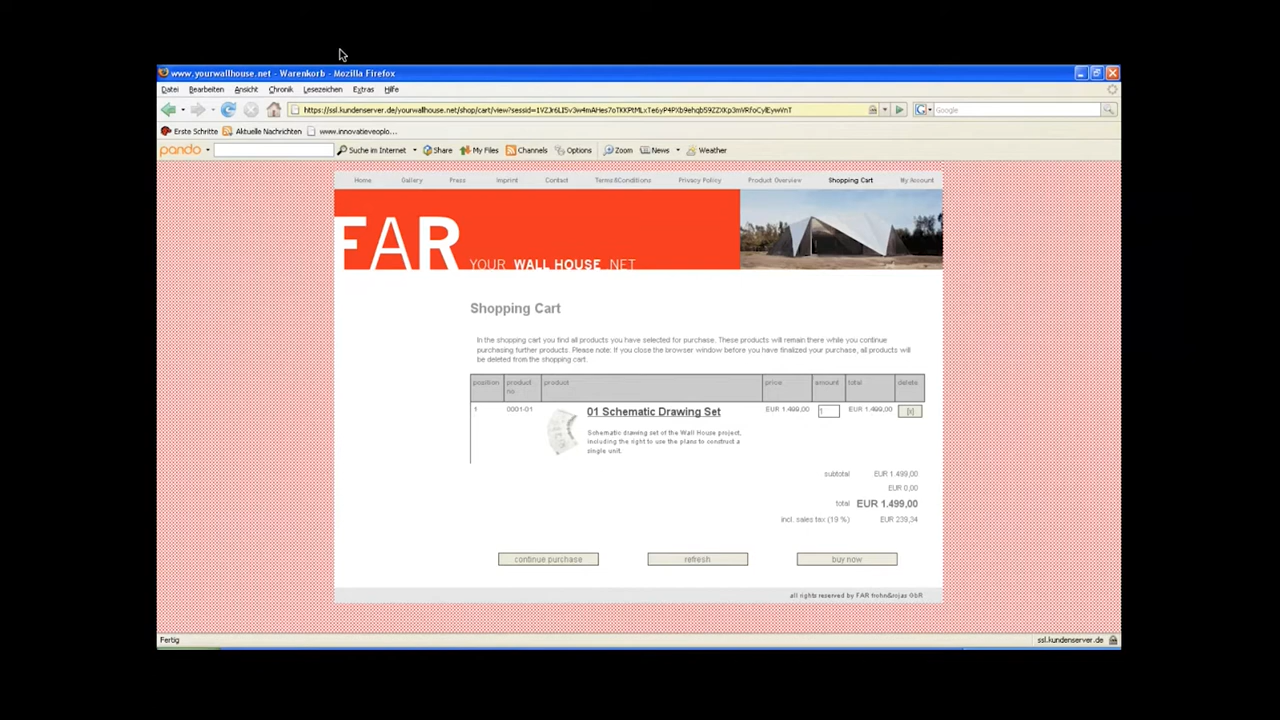 www.yourwallhouse.net - Warenkorb - Mozilla Firefox
Datei Bearbeiten Ansicht Chronik Lesezeichen Extras Hilfe
Google
Erste Schritte Aktuelle Nachrichten www.innovatieveoplo...
pando Suche im Internet Share My Files Channels Options Zoom News Weather
Home Gallery Press Imprint Contact Terms&Conditions Privacy Policy Product Overview Shopping Cart My Account
FAR YOUR WALL HOUSE .NET
Shopping Cart
In the shopping cart you find all products you have selected for purchase. These products will remain there while you continue
purchasing further products. Please note: If you close the browser window before you have finalized your purchase, all products will
be deleted from the shopping cart.
position product product price amount total delete
no.
1 0001-01 01 Schematic Drawing Set EUR 1.499,00 1 EUR 1.499,00 [x]
Schematic drawing set of the Wall House project,
including the right to use the plans to construct a
single unit.
subtotal EUR 1.499,00
EUR 0,00
total EUR 1.499,00
incl. sales tax (19 %) EUR 239,34
continue purchase refresh buy now
all rights reserved by FAR frohn&rojas GbR
Fertig ssl.kundenserver.de